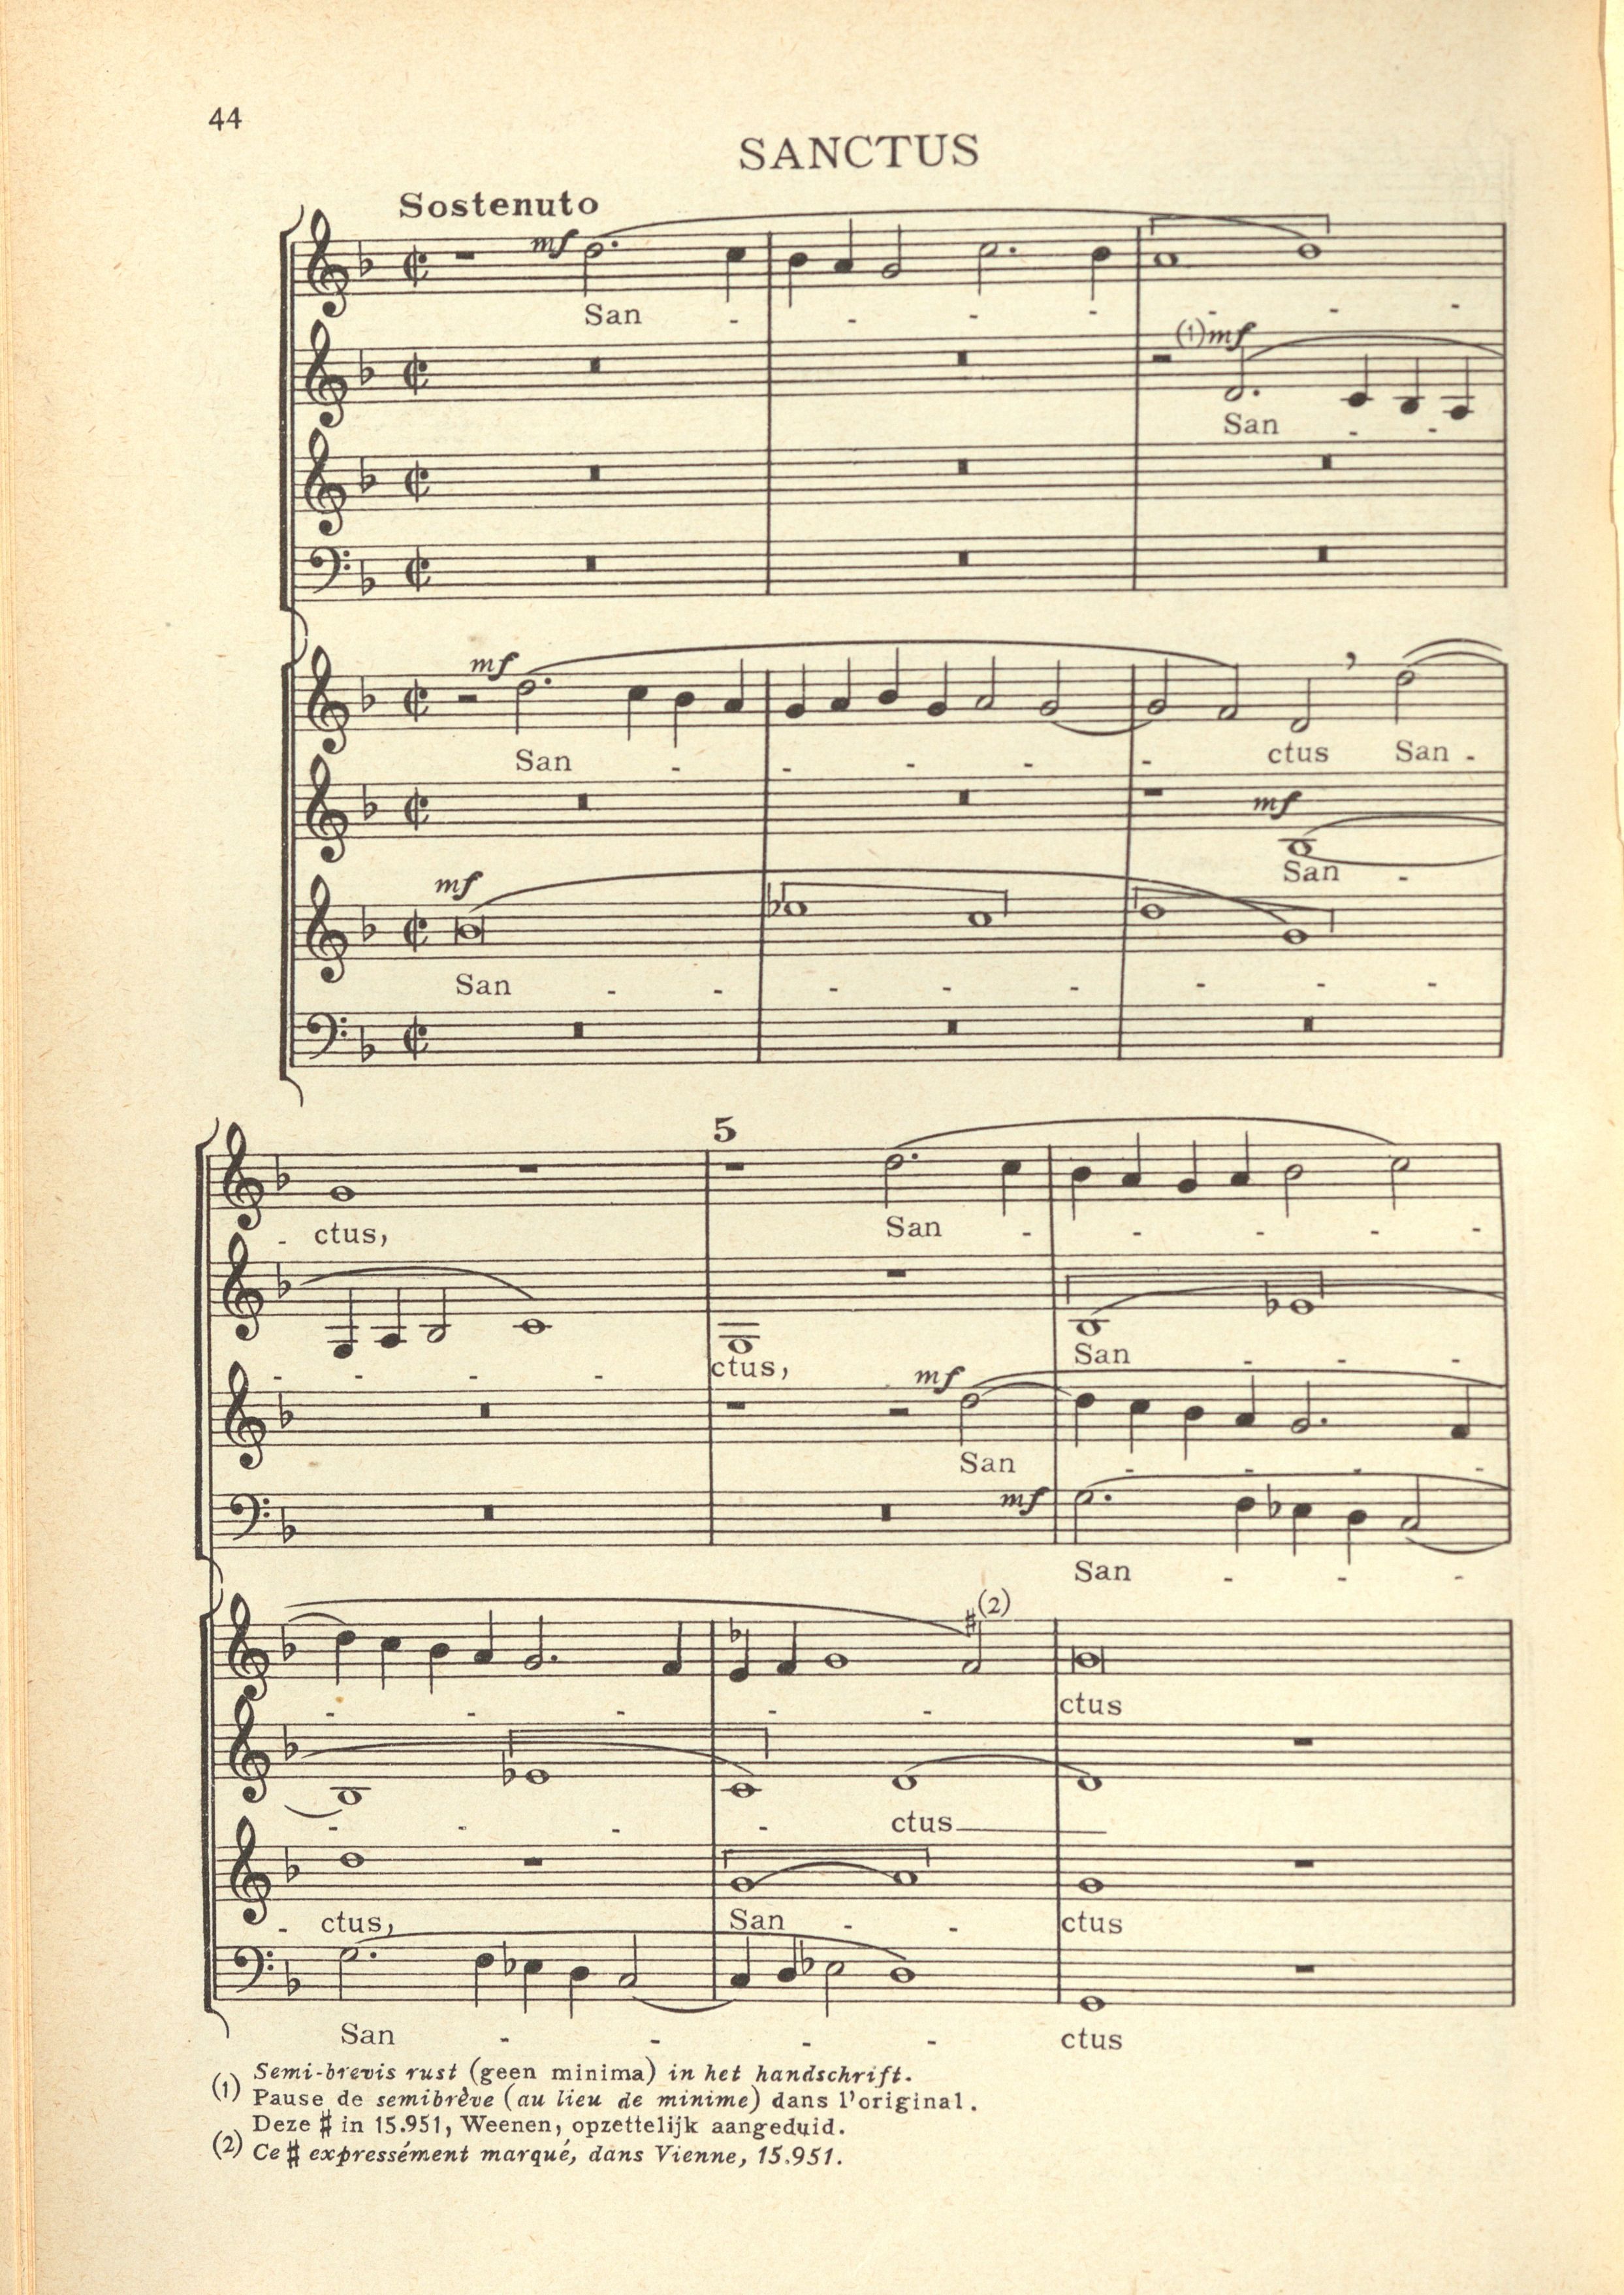 44
SANCTUS
Sostenuto
mf
San - - - - - - -
(1) mf
San - -
mf
San - - - - - ctus San -
mf
San -
mf
San - - - - - - - - -
5
- ctus, San - - - - -
- - - - ctus, San - - -
mf
San - - - -
mf
San - - -
(2)
- - - - - ctus
- - - - ctus
- ctus, San - - ctus
San - - - - ctus
(1) Semi-brevis rust (geen minima) in het handschrift.
Pause de semibrève (au lieu de minime) dans l'original.
(2) Deze ♯ in 15.951, Weenen, opzettelijk aangeduid.
Ce ♯ expressément marqué, dans Vienne, 15.951.